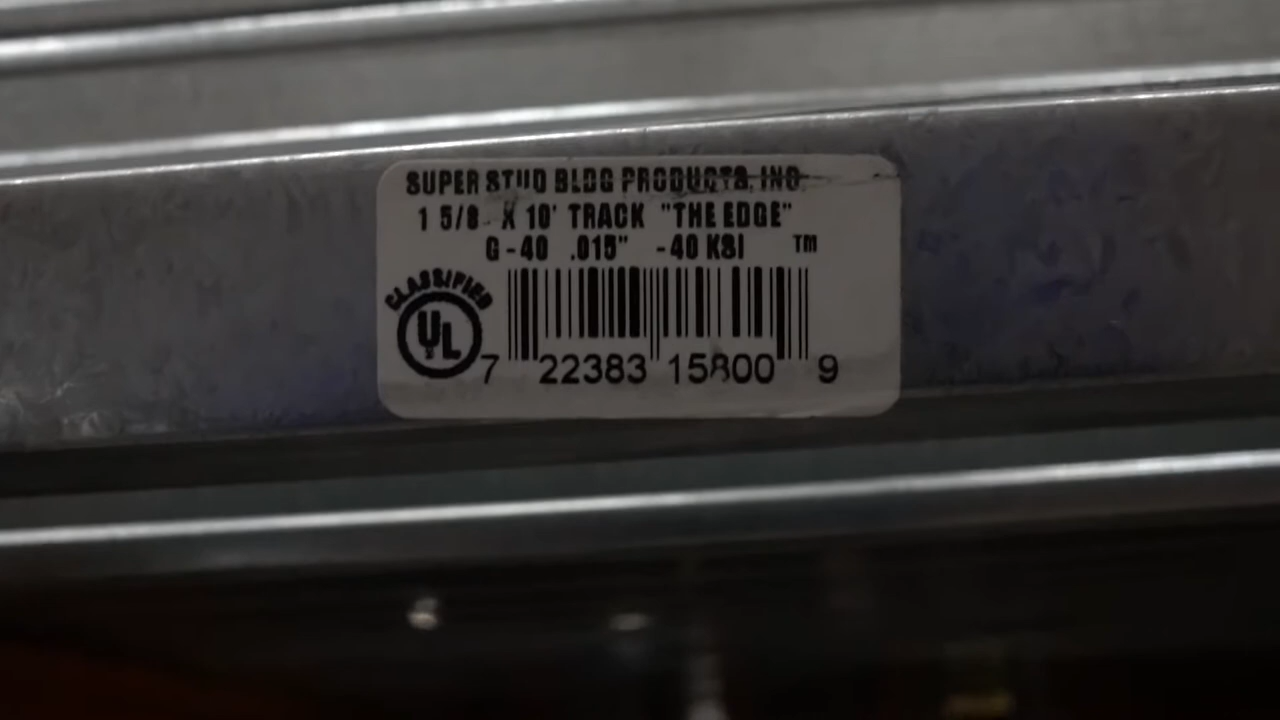 SUPER STUD BLDG PRODUCTS, INC.
1 5/8 X 10' TRACK "THE EDGE"
G-40 .015" -40 KSI TM
CLASSIFIED
UL
7 22383 15800 9